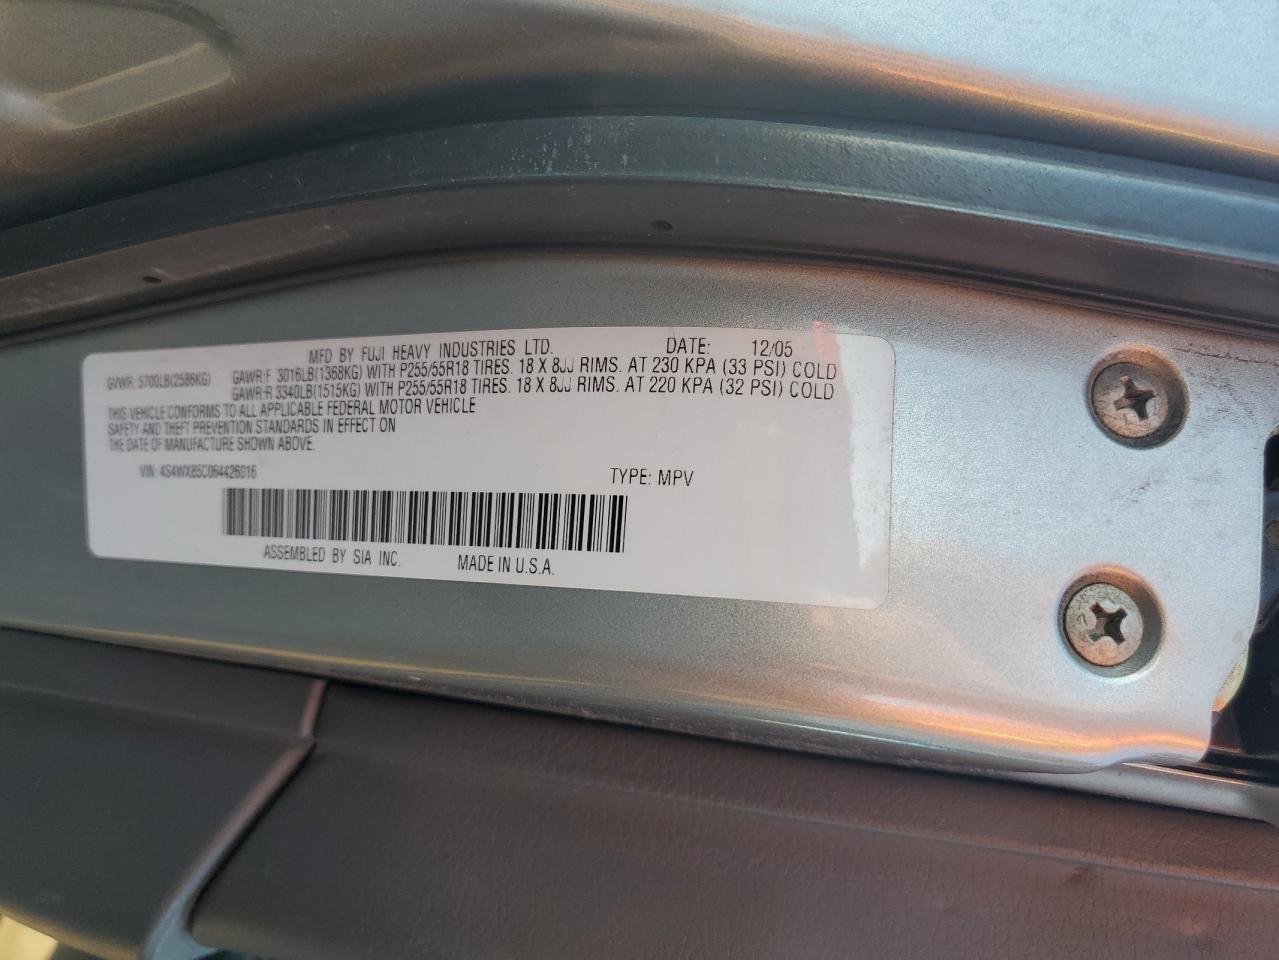 MFD BY FUJI HEAVY INDUSTRIES LTD. DATE: 12/05
GVWR: 5700LB(2586KG) GAWR:F 3016LB(1368KG) WITH P255/55R18 TIRES. 18 X 8JJ RIMS. AT 230 KPA (33 PSI) COLD
GAWR:R 3340LB(1515KG) WITH P255/55R18 TIRES. 18 X 8JJ RIMS. AT 220 KPA (32 PSI) COLD
THIS VEHICLE CONFORMS TO ALL APPLICABLE FEDERAL MOTOR VEHICLE
SAFETY AND THEFT PREVENTION STANDARDS IN EFFECT ON
THE DATE OF MANUFACTURE SHOWN ABOVE.
VIN: 4S4WX85C064426016 TYPE: MPV
ASSEMBLED BY SIA INC. MADE IN U.S.A.